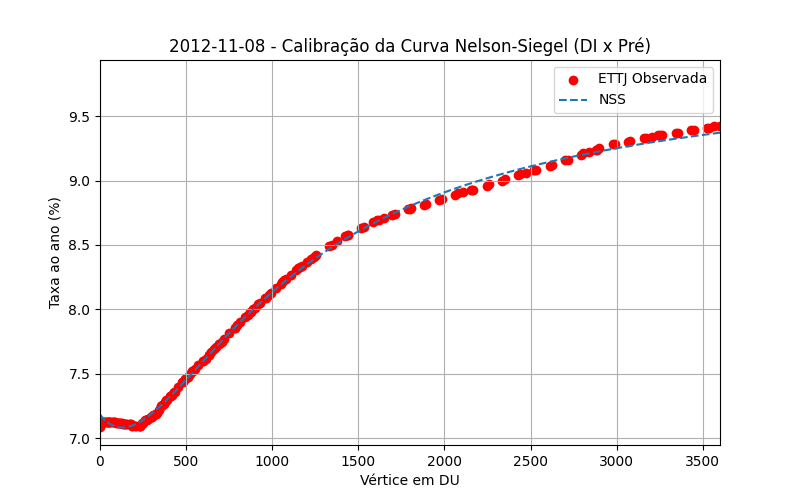 2012-11-08 - Calibração da Curva Nelson-Siegel (DI x Pré)
ETTJ Observada
NSS
Taxa ao ano (%)
9.5
9.0
8.5
8.0
7.5
7.0
0 500 1000 1500 2000 2500 3000 3500
Vértice em DU